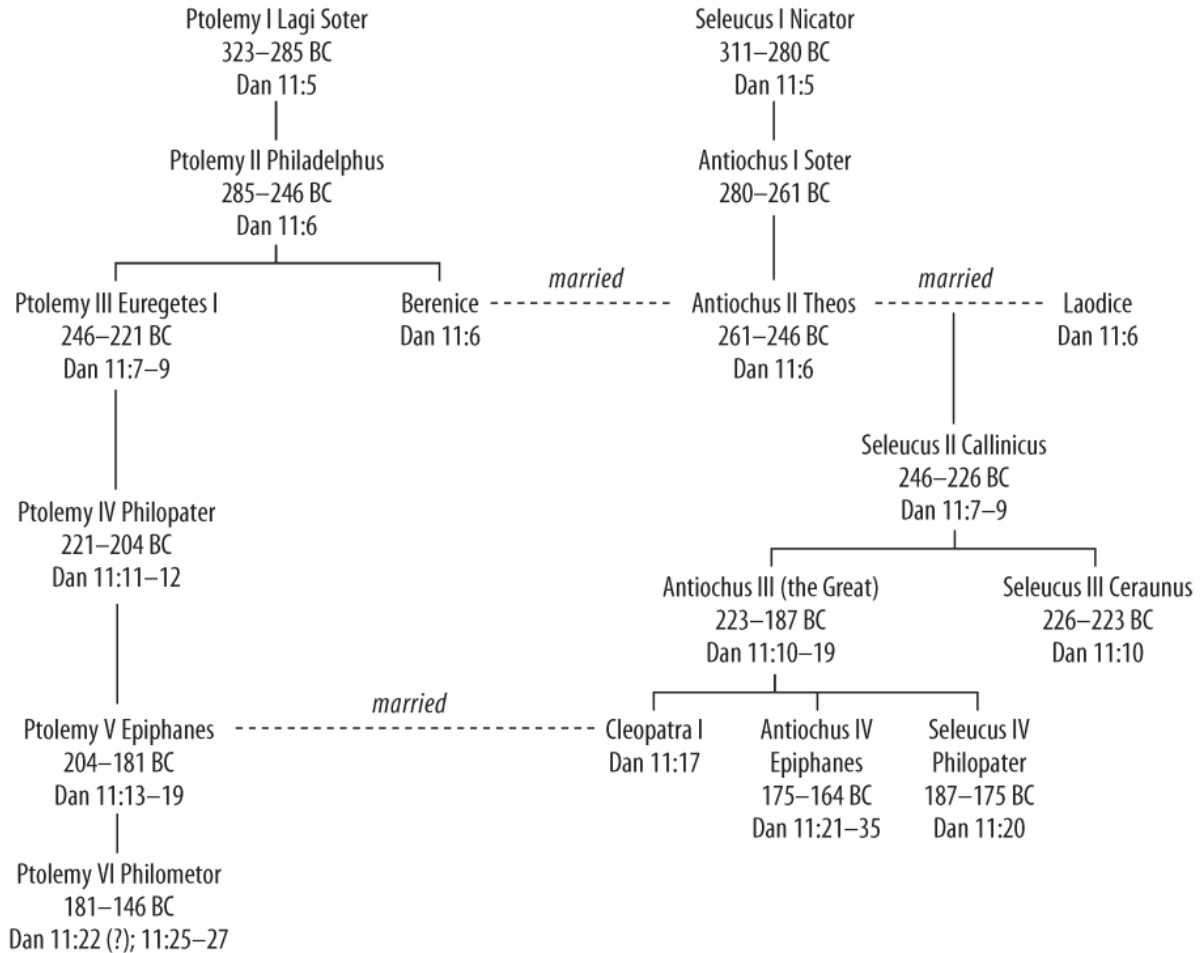 Ptolemy I Lagi Soter
323–285 BC
Dan 11:5
Seleucus I Nicator
311–280 BC
Dan 11:5
Ptolemy II Philadelphus
285–246 BC
Dan 11:6
Antiochus I Soter
280–261 BC
Ptolemy III Euregetes I
246–221 BC
Dan 11:7–9
Berenice
Dan 11:6
married
Antiochus II Theos
261–246 BC
Dan 11:6
married
Laodice
Dan 11:6
Seleucus II Callinicus
246–226 BC
Dan 11:7–9
Ptolemy IV Philopater
221–204 BC
Dan 11:11–12
Antiochus III (the Great)
223–187 BC
Dan 11:10–19
Seleucus III Ceraunus
226–223 BC
Dan 11:10
Ptolemy V Epiphanes
204–181 BC
Dan 11:13–19
married
Cleopatra I
Dan 11:17
Antiochus IV
Epiphanes
175–164 BC
Dan 11:21–35
Seleucus IV
Philopater
187–175 BC
Dan 11:20
Ptolemy VI Philometor
181–146 BC
Dan 11:22 (?); 11:25–27